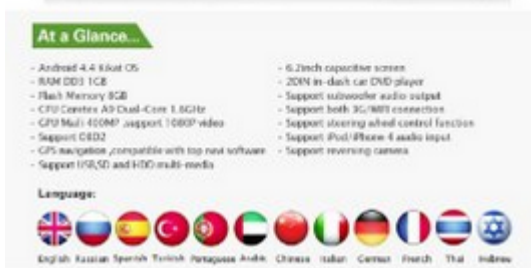 At a Glance...
- Android 4.4 Kikat OS
- RAM DD3 1GB
- Flash Memory 8GB
- CPU Coretex A9 Dual-Core 1.6GHz
- GPU Mali 400MP ,support 1080P video
- Support OBD2
- GPS navigation ,compatible with top navi software
- Support USB,SD and HDD multi-media
- 6.2inch capacitive screen
- 2DIN in-dash car DVD player
- Support subwoofer audio output
- Support both 3G/WIFI connection
- Support steering wheel control function
- Support iPod/iPhone 4 audio input
- Support reversing camera
Language:
English Russian Spanish Turkish Portuguese Arabic Chinese Italian German French Thai Hebrew